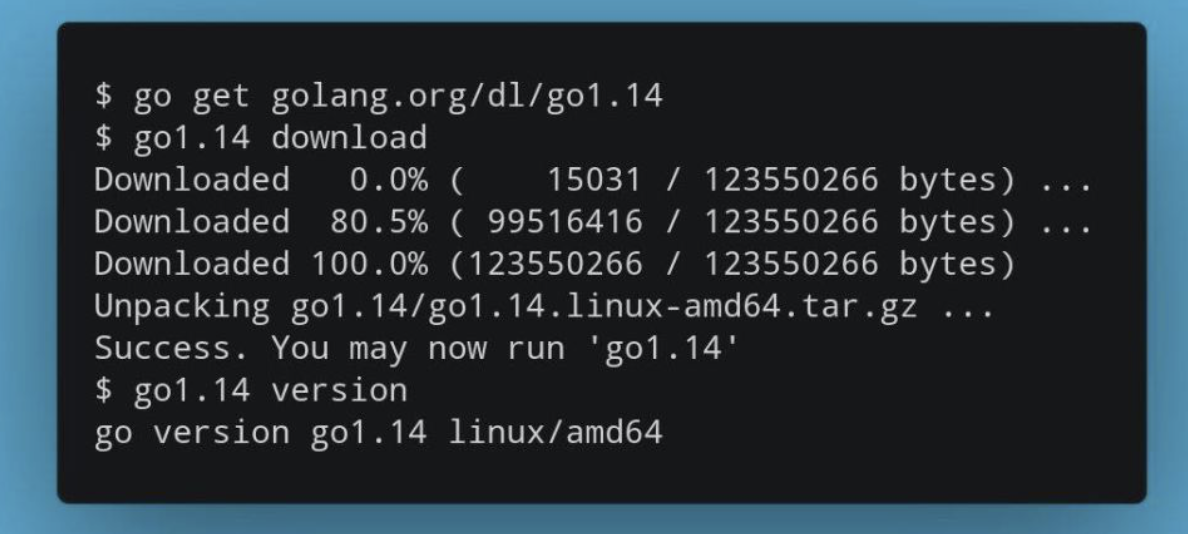 $ go get golang.org/dl/go1.14
$ go1.14 download
Downloaded   0.0% (    15031 / 123550266 bytes) ...
Downloaded  80.5% ( 99516416 / 123550266 bytes) ...
Downloaded 100.0% (123550266 / 123550266 bytes)
Unpacking go1.14/go1.14.linux-amd64.tar.gz ...
Success. You may now run 'go1.14'
$ go1.14 version
go version go1.14 linux/amd64